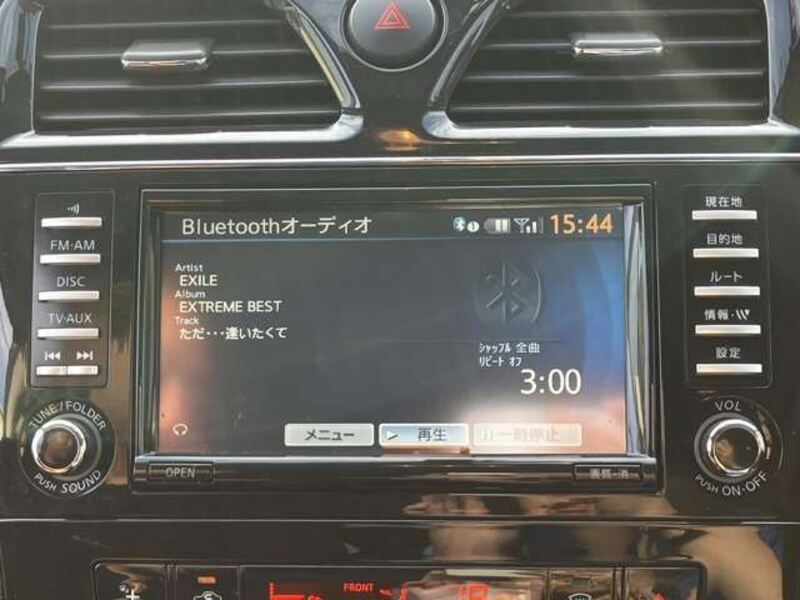 FM-AM
DISC
TV-AUX
TUNE/FOLDER
PUSH SOUND
Bluetoothオーディオ
15:44
Artist
EXILE
Album
EXTREME BEST
Track
ただ･･･逢いたくて
ｼｬｯﾌﾙ 全曲
ﾘﾋﾟｰﾄ ｵﾌ
3:00
メニュー
再生
一時停止
OPEN
現在地
目的地
ルート
情報・
設定
VOL
PUSH ON·OFF
FRONT